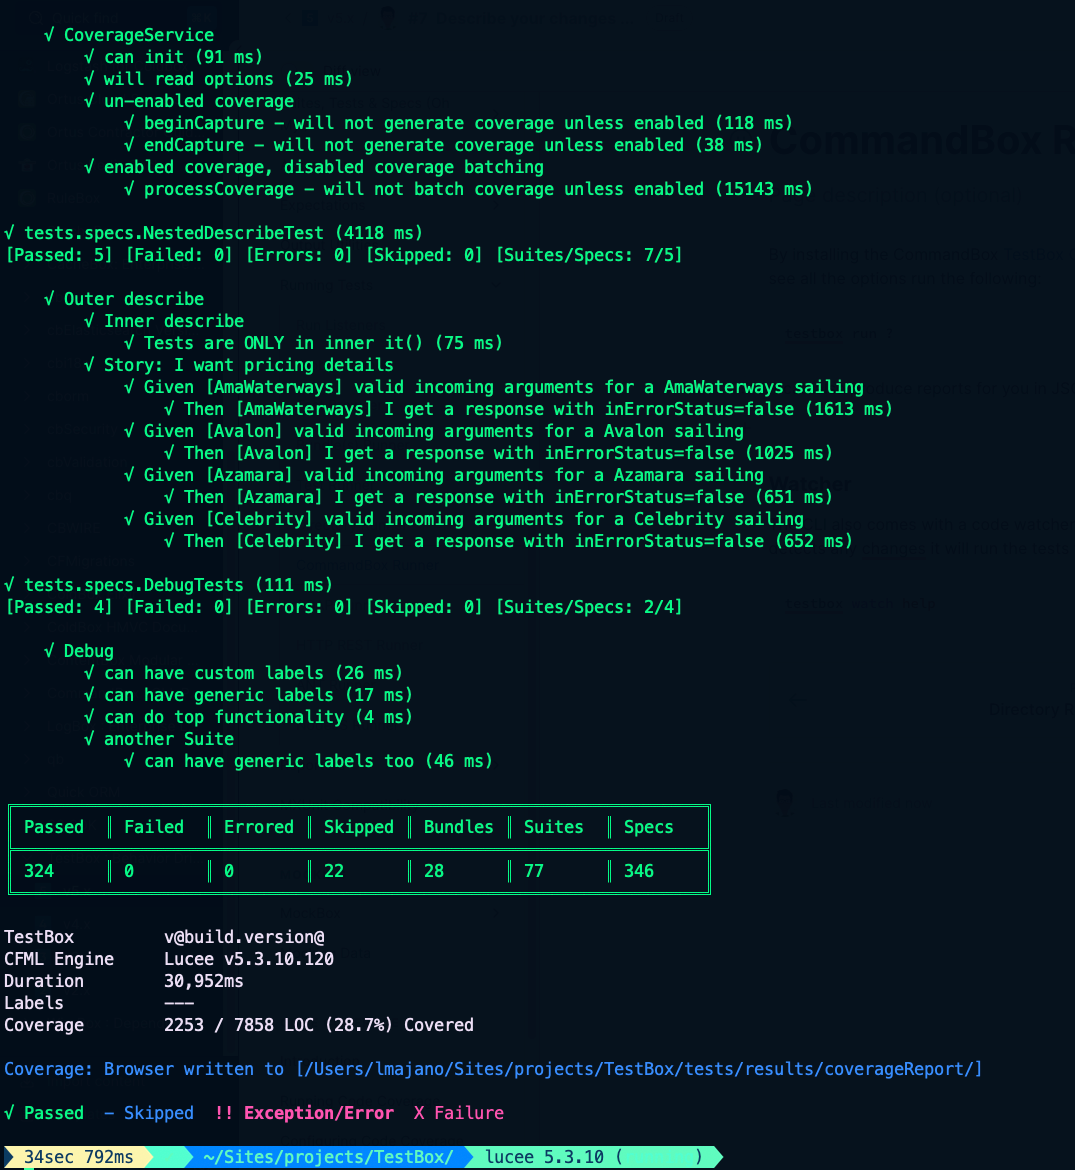 √ CoverageService
√ can init (91 ms)
√ will read options (25 ms)
√ un-enabled coverage
√ beginCapture - will not generate coverage unless enabled (118 ms)
√ endCapture - will not generate coverage unless enabled (38 ms)
√ enabled coverage, disabled coverage batching
√ processCoverage - will not batch coverage unless enabled (15143 ms)
√ tests.specs.NestedDescribeTest (4118 ms)
[Passed: 5] [Failed: 0] [Errors: 0] [Skipped: 0] [Suites/Specs: 7/5]
√ Outer describe
√ Inner describe
√ Tests are ONLY in inner it() (75 ms)
√ Story: I want pricing details
√ Given [AmaWaterways] valid incoming arguments for a AmaWaterways sailing
√ Then [AmaWaterways] I get a response with inErrorStatus=false (1613 ms)
√ Given [Avalon] valid incoming arguments for a Avalon sailing
√ Then [Avalon] I get a response with inErrorStatus=false (1025 ms)
√ Given [Azamara] valid incoming arguments for a Azamara sailing
√ Then [Azamara] I get a response with inErrorStatus=false (651 ms)
√ Given [Celebrity] valid incoming arguments for a Celebrity sailing
√ Then [Celebrity] I get a response with inErrorStatus=false (652 ms)
√ tests.specs.DebugTests (111 ms)
[Passed: 4] [Failed: 0] [Errors: 0] [Skipped: 0] [Suites/Specs: 2/4]
√ Debug
√ can have custom labels (26 ms)
√ can have generic labels (17 ms)
√ can do top functionality (4 ms)
√ another Suite
√ can have generic labels too (46 ms)
Passed ║ Failed ║ Errored ║ Skipped ║ Bundles ║ Suites ║ Specs
324 ║ 0 ║ 0 ║ 22 ║ 28 ║ 77 ║ 346
TestBox v@build.version@
CFML Engine Lucee v5.3.10.120
Duration 30,952ms
Labels ---
Coverage 2253 / 7858 LOC (28.7%) Covered
Coverage: Browser written to [/Users/lmajano/Sites/projects/TestBox/tests/results/coverageReport/]
√ Passed - Skipped !! Exception/Error X Failure
34sec 792ms ~/Sites/projects/TestBox/ lucee 5.3.10 ( )